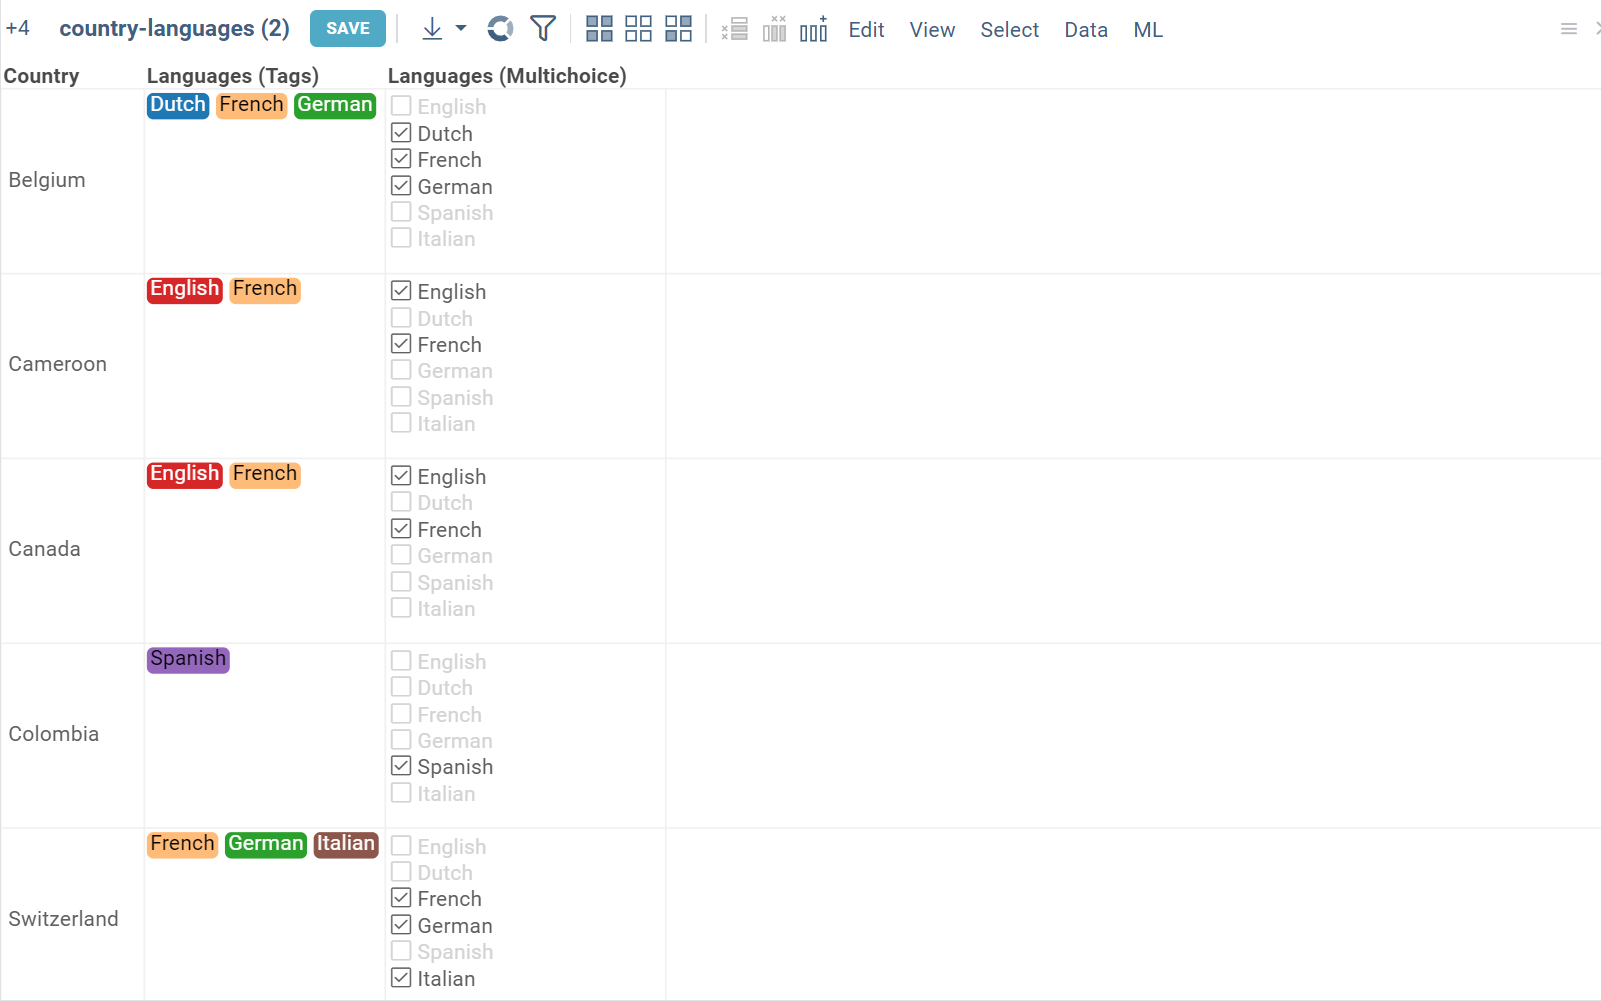 +4 country-languages (2) SAVE Edit View Select Data ML
Country Languages (Tags) Languages (Multichoice)
Belgium
Dutch French German
English
Dutch
French
German
Spanish
Italian
Cameroon
English French
English
Dutch
French
German
Spanish
Italian
Canada
English French
English
Dutch
French
German
Spanish
Italian
Colombia
Spanish
English
Dutch
French
German
Spanish
Italian
Switzerland
French German Italian
English
Dutch
French
German
Spanish
Italian